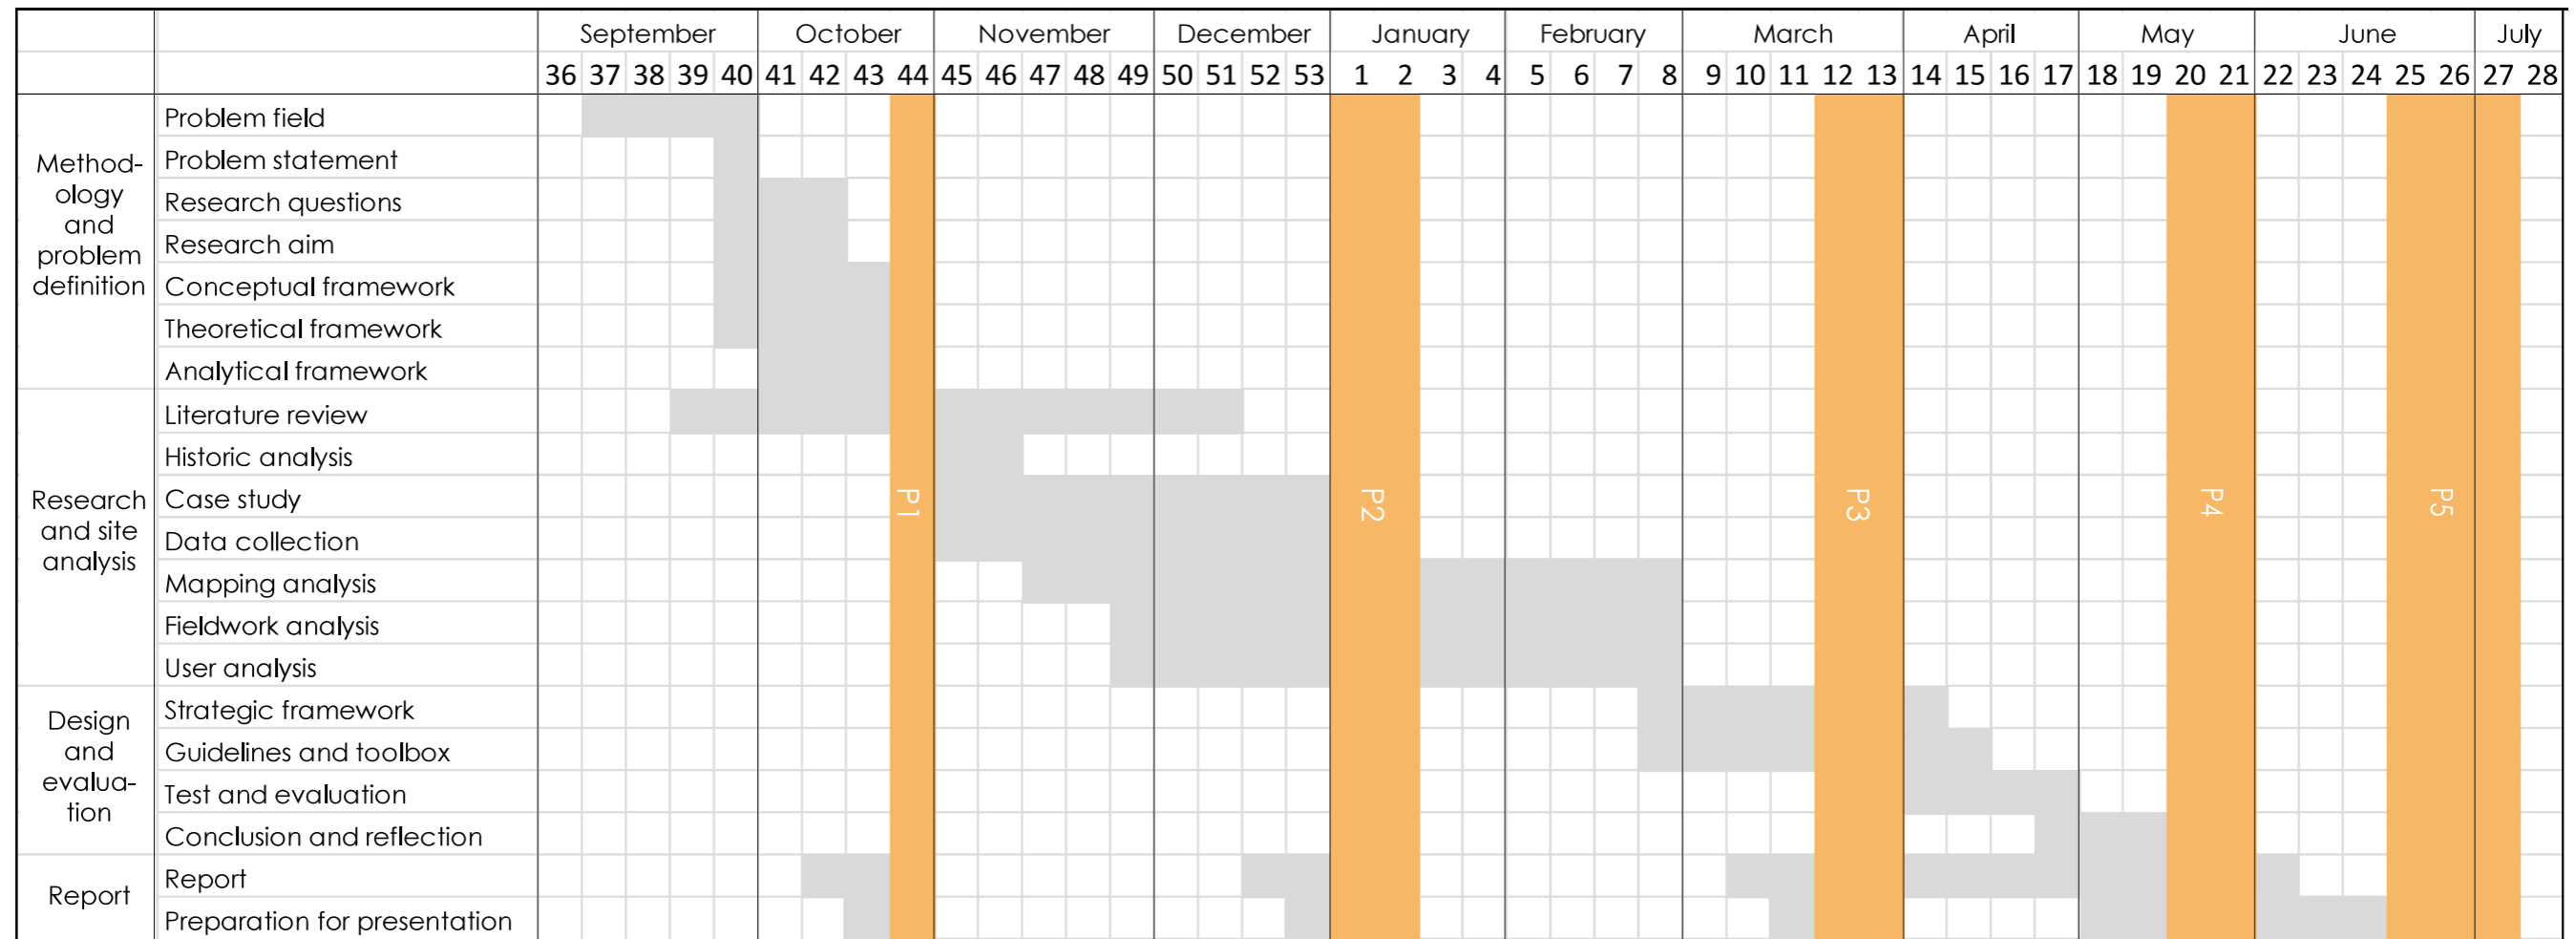 September October November December January February March April May June July
36 37 38 39 40 41 42 43 44 45 46 47 48 49 50 51 52 53 1 2 3 4 5 6 7 8 9 10 11 12 13 14 15 16 17 18 19 20 21 22 23 24 25 26 27 28
Method-
ology
and
problem
definition
Problem field
Problem statement
Research questions
Research aim
Conceptual framework
Theoretical framework
Analytical framework
Research
and site
analysis
Literature review
Historic analysis
Case study
Data collection
Mapping analysis
Fieldwork analysis
User analysis
Design
and
evalua-
tion
Strategic framework
Guidelines and toolbox
Test and evaluation
Conclusion and reflection
Report
Report
Preparation for presentation
P1
P2
P3
P4
P5